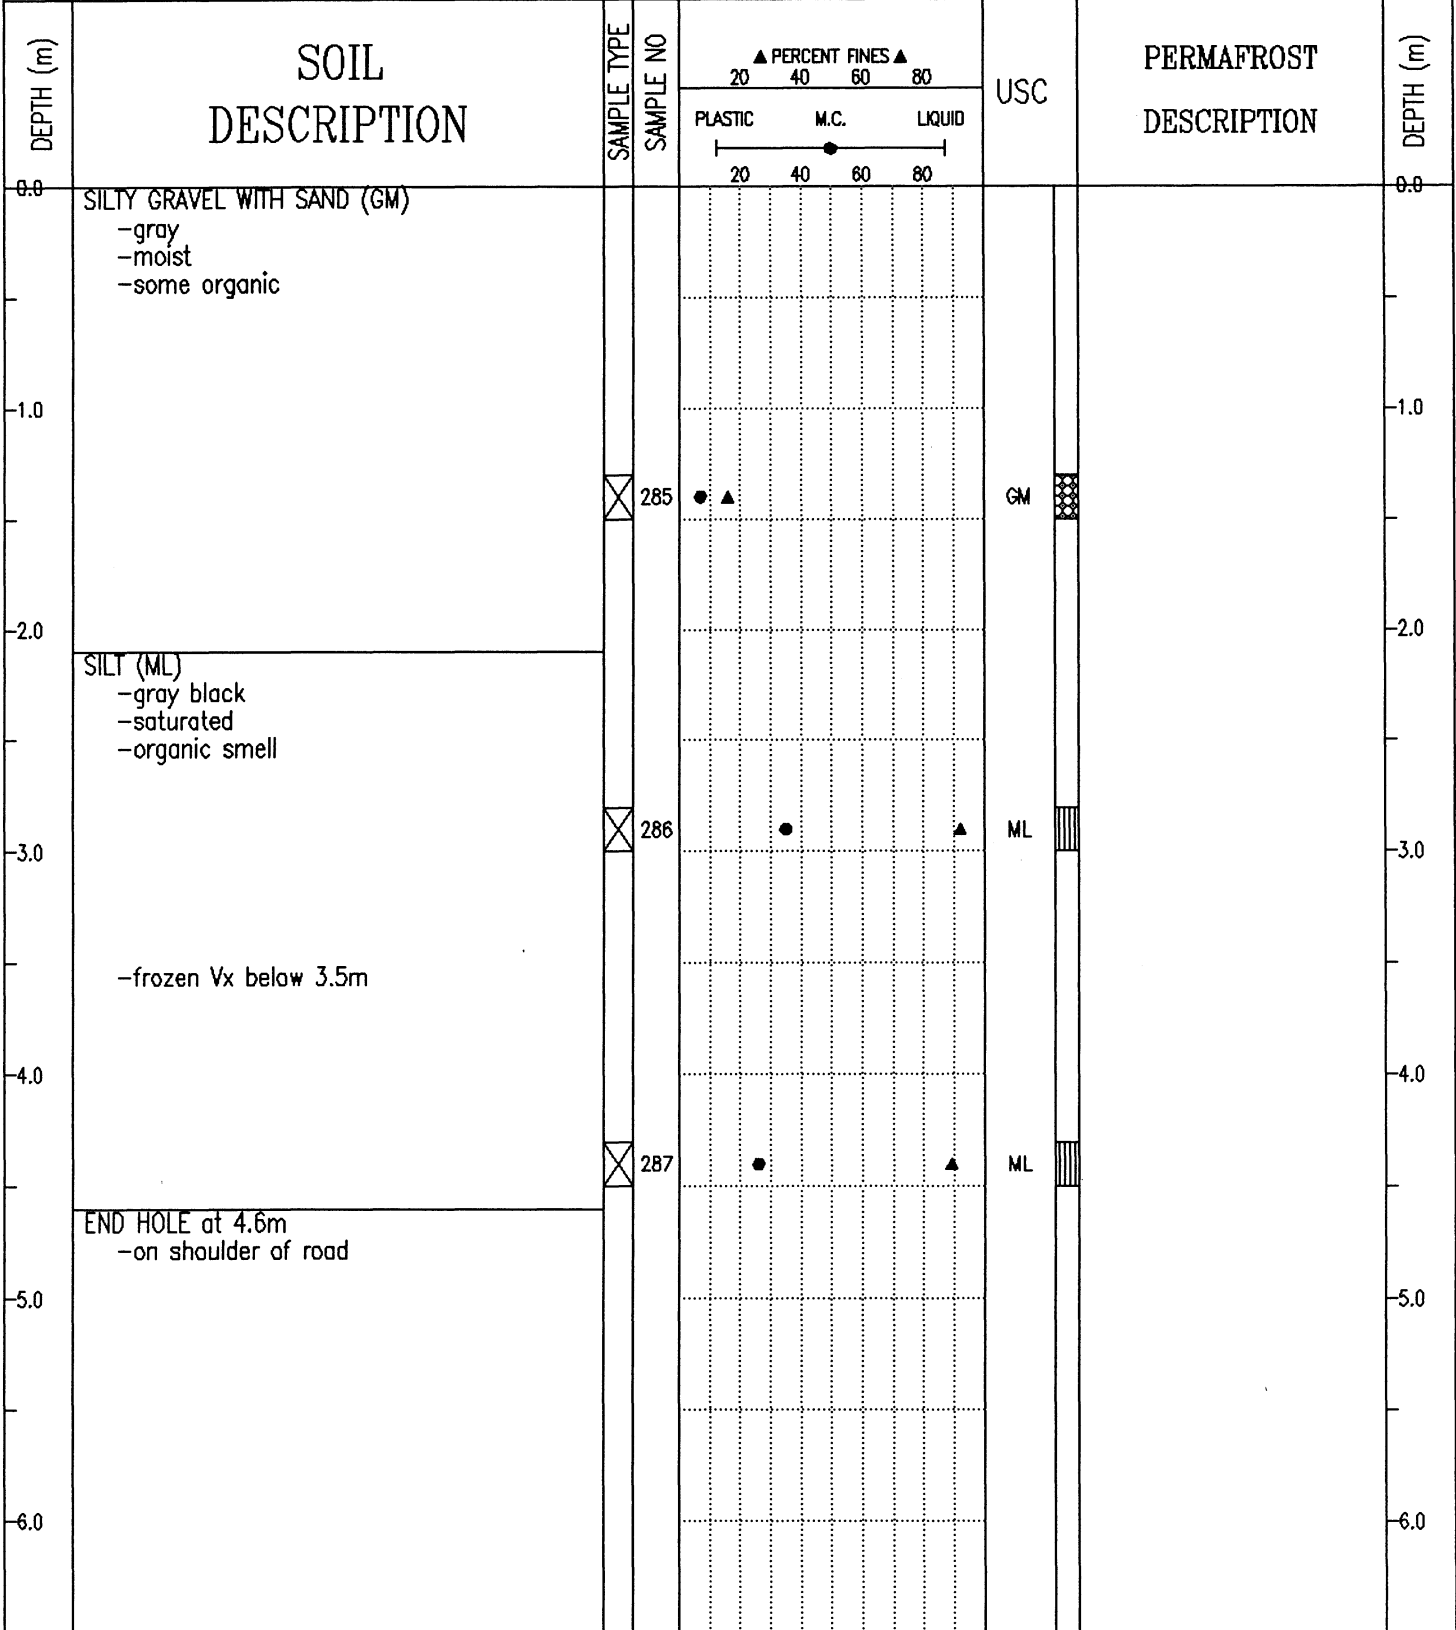 DEPTH (m)
SOIL
DESCRIPTION
SAMPLE TYPE
SAMPLE NO
▲ PERCENT FINES ▲
20 40 60 80
PLASTIC M.C. LIQUID
20 40 60 80
USC
PERMAFROST
DESCRIPTION
DEPTH (m)
0.0 0.0
SILTY GRAVEL WITH SAND (GM)
-gray
-moist
-some organic
1.0 1.0
285 GM
2.0 2.0
SILT (ML)
-gray black
-saturated
-organic smell
286 ML
3.0 3.0
-frozen Vx below 3.5m
4.0 4.0
287 ML
END HOLE at 4.6m
-on shoulder of road
5.0 5.0
6.0 6.0